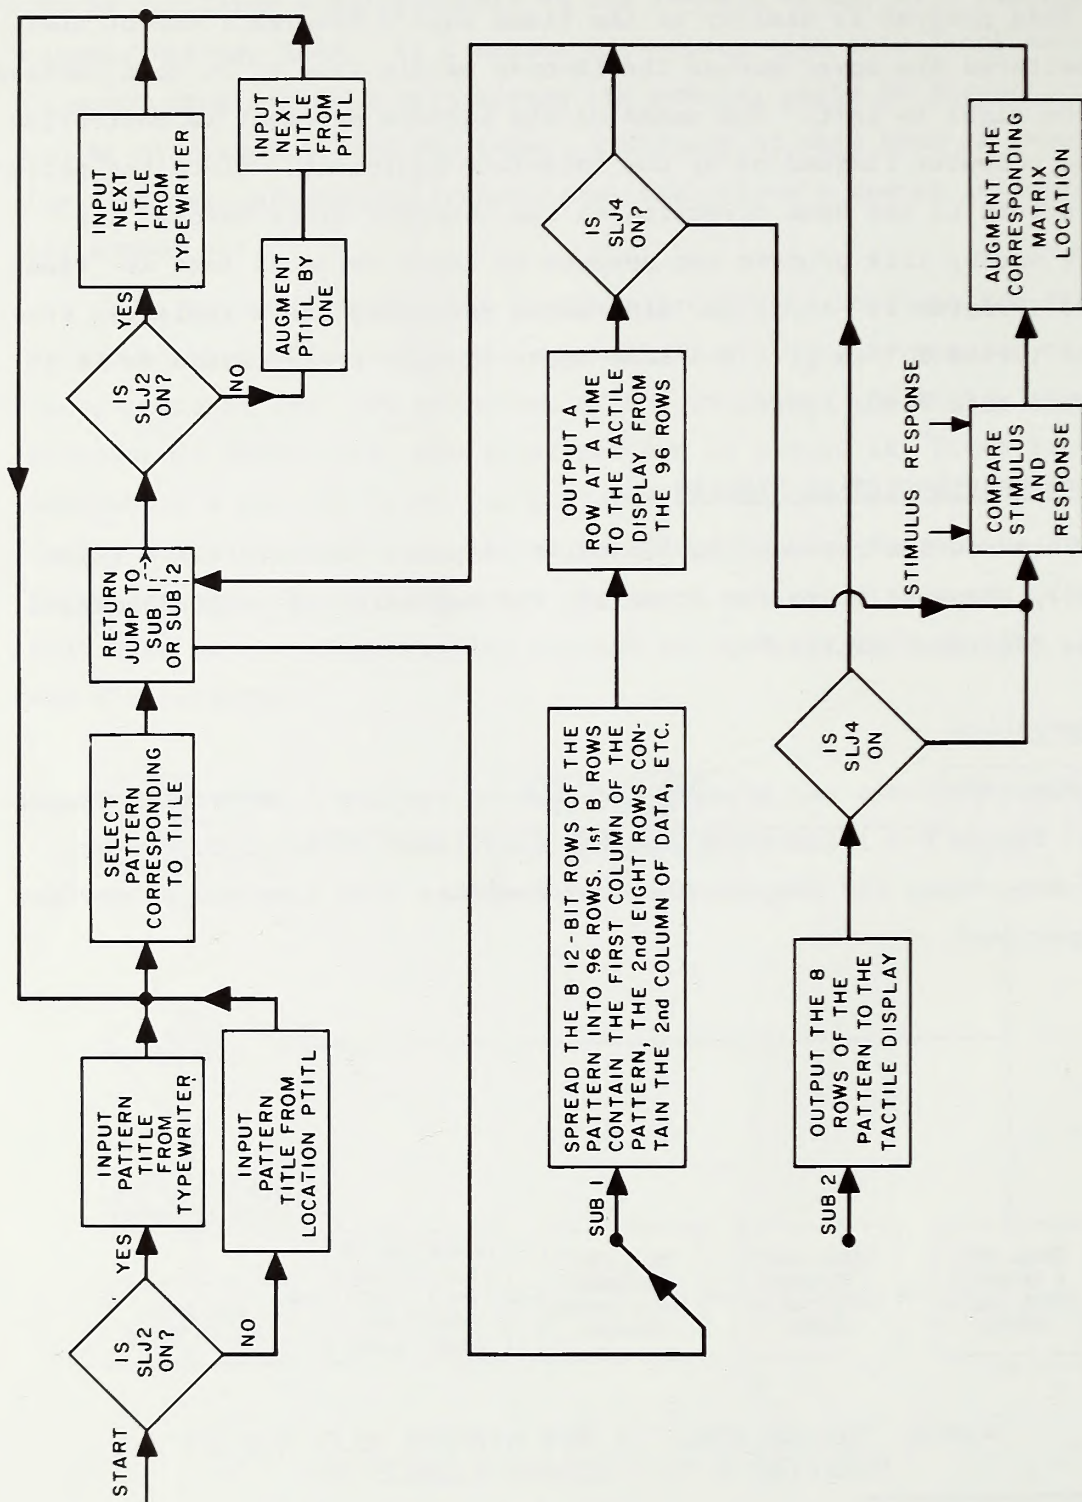 START
IS
SLJ2
ON?
YES
NO
INPUT
PATTERN
TITLE
FROM
TYPEWRITER
INPUT
PATTERN
TITLE FROM
LOCATION PTITL
SELECT
PATTERN
CORRESPONDING
TO TITLE
RETURN
JUMP TO
SUB 1
OR SUB 2
IS
SLJ2
ON?
YES
NO
INPUT
NEXT
TITLE
FROM
TYPEWRITER
AUGMENT
PTITL BY
ONE
INPUT
NEXT
TITLE
FROM
PTITL
SUB 1
SPREAD THE B 12-BIT ROWS OF THE
PATTERN INTO 96 ROWS. 1st B ROWS
CONTAIN THE FIRST COLUMN OF THE
PATTERN, THE 2nd EIGHT ROWS CON-
TAIN THE 2nd COLUMN OF DATA, ETC.
OUTPUT A
ROW AT A TIME
TO THE TACTILE
DISPLAY FROM
THE 96 ROWS
IS
SLJ4
ON?
SUB 2
OUTPUT THE 8
ROWS OF THE
PATTERN TO THE
TACTILE DISPLAY
IS
SLJ4
ON
STIMULUS RESPONSE
COMPARE
STIMULUS
AND
RESPONSE
AUGMENT THE
CORRESPONDING
MATRIX
LOCATION